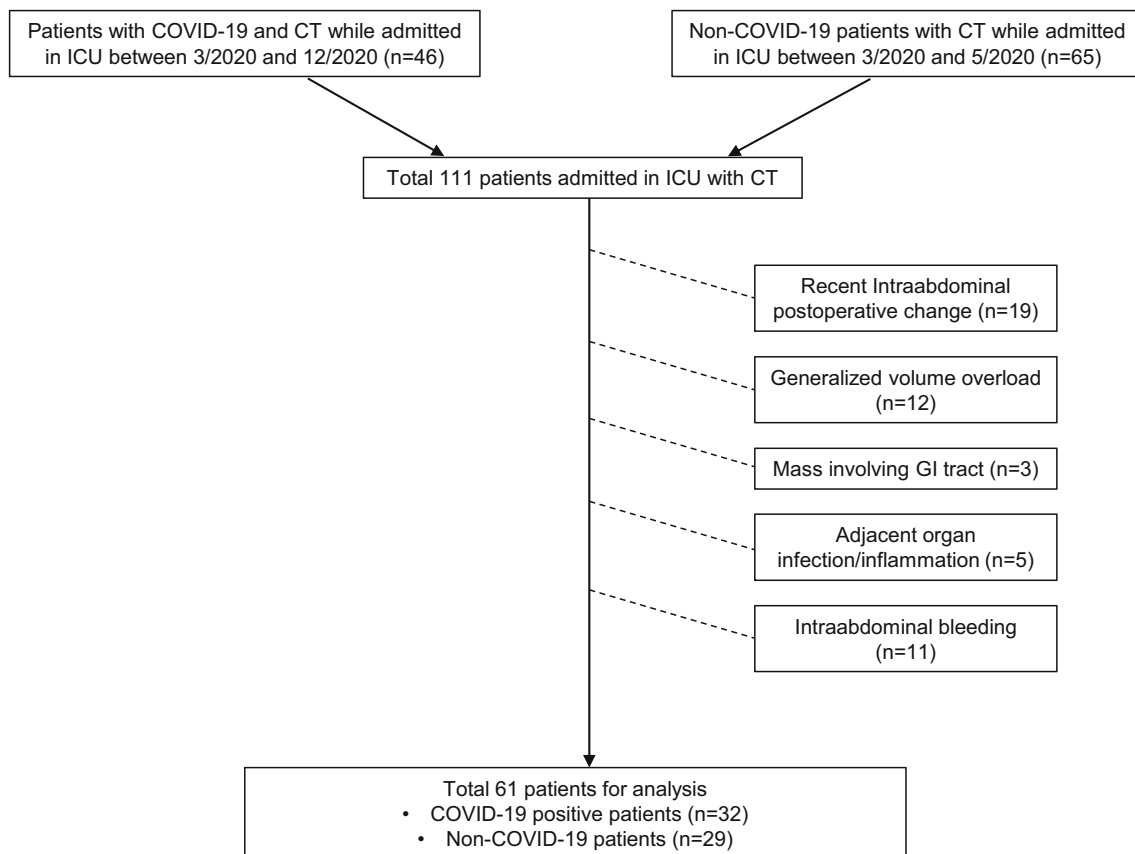 Patients with COVID-19 and CT while admitted
in ICU between 3/2020 and 12/2020 (n=46)
Non-COVID-19 patients with CT while admitted
in ICU between 3/2020 and 5/2020 (n=65)
Total 111 patients admitted in ICU with CT
Recent Intraabdominal
postoperative change (n=19)
Generalized volume overload
(n=12)
Mass involving GI tract (n=3)
Adjacent organ
infection/inflammation (n=5)
Intraabdominal bleeding
(n=11)
Total 61 patients for analysis
• COVID-19 positive patients (n=32)
• Non-COVID-19 patients (n=29)